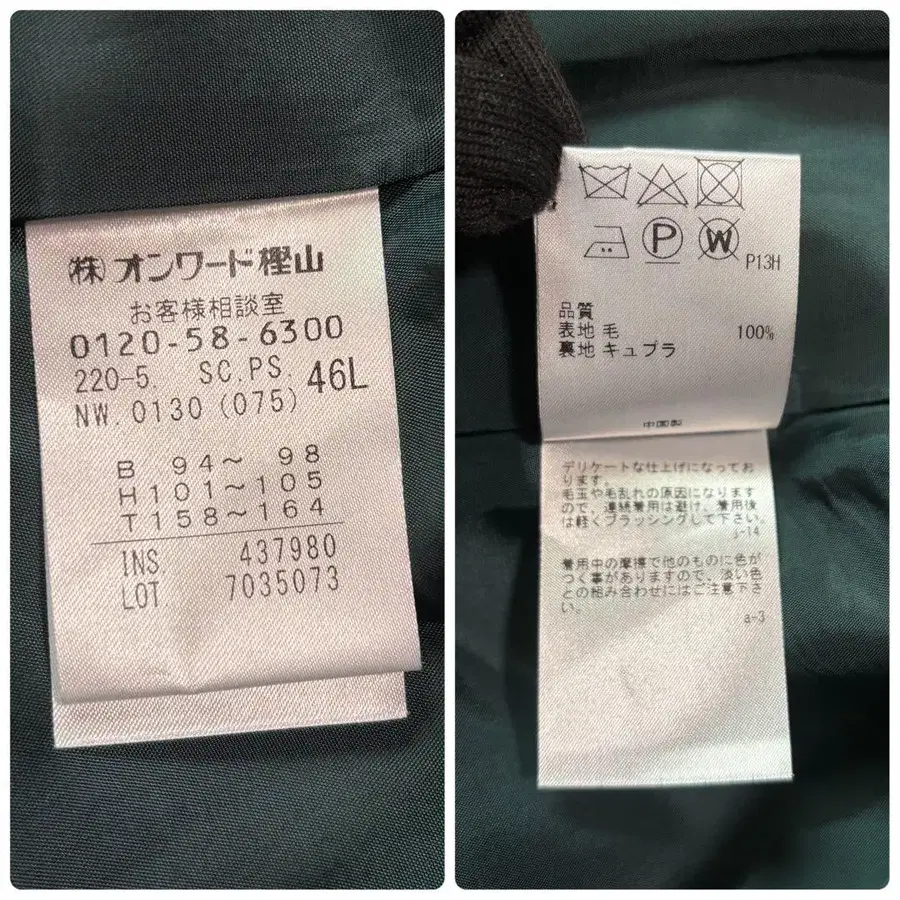 ㈱オンワード樫山
お客様相談室
0120-58-6300
220-5. SC.PS. 46L
NW.0130(075)
B 94～ 98
H101～105
T158～164
INS 437980
LOT 7035073
P
W
P13H
品質
表地 毛 100%
裏地 キュプラ
中国製
デリケートな仕上げになってお
ります。
毛玉や毛乱れの原因になります
ので、連続着用は避け、着用後
は軽くブラッシングして下さい。
j-14
着用中の摩擦で他のものに色が
つく事がありますので、淡い色
との組み合わせにはご注意下さ
い。
a-3